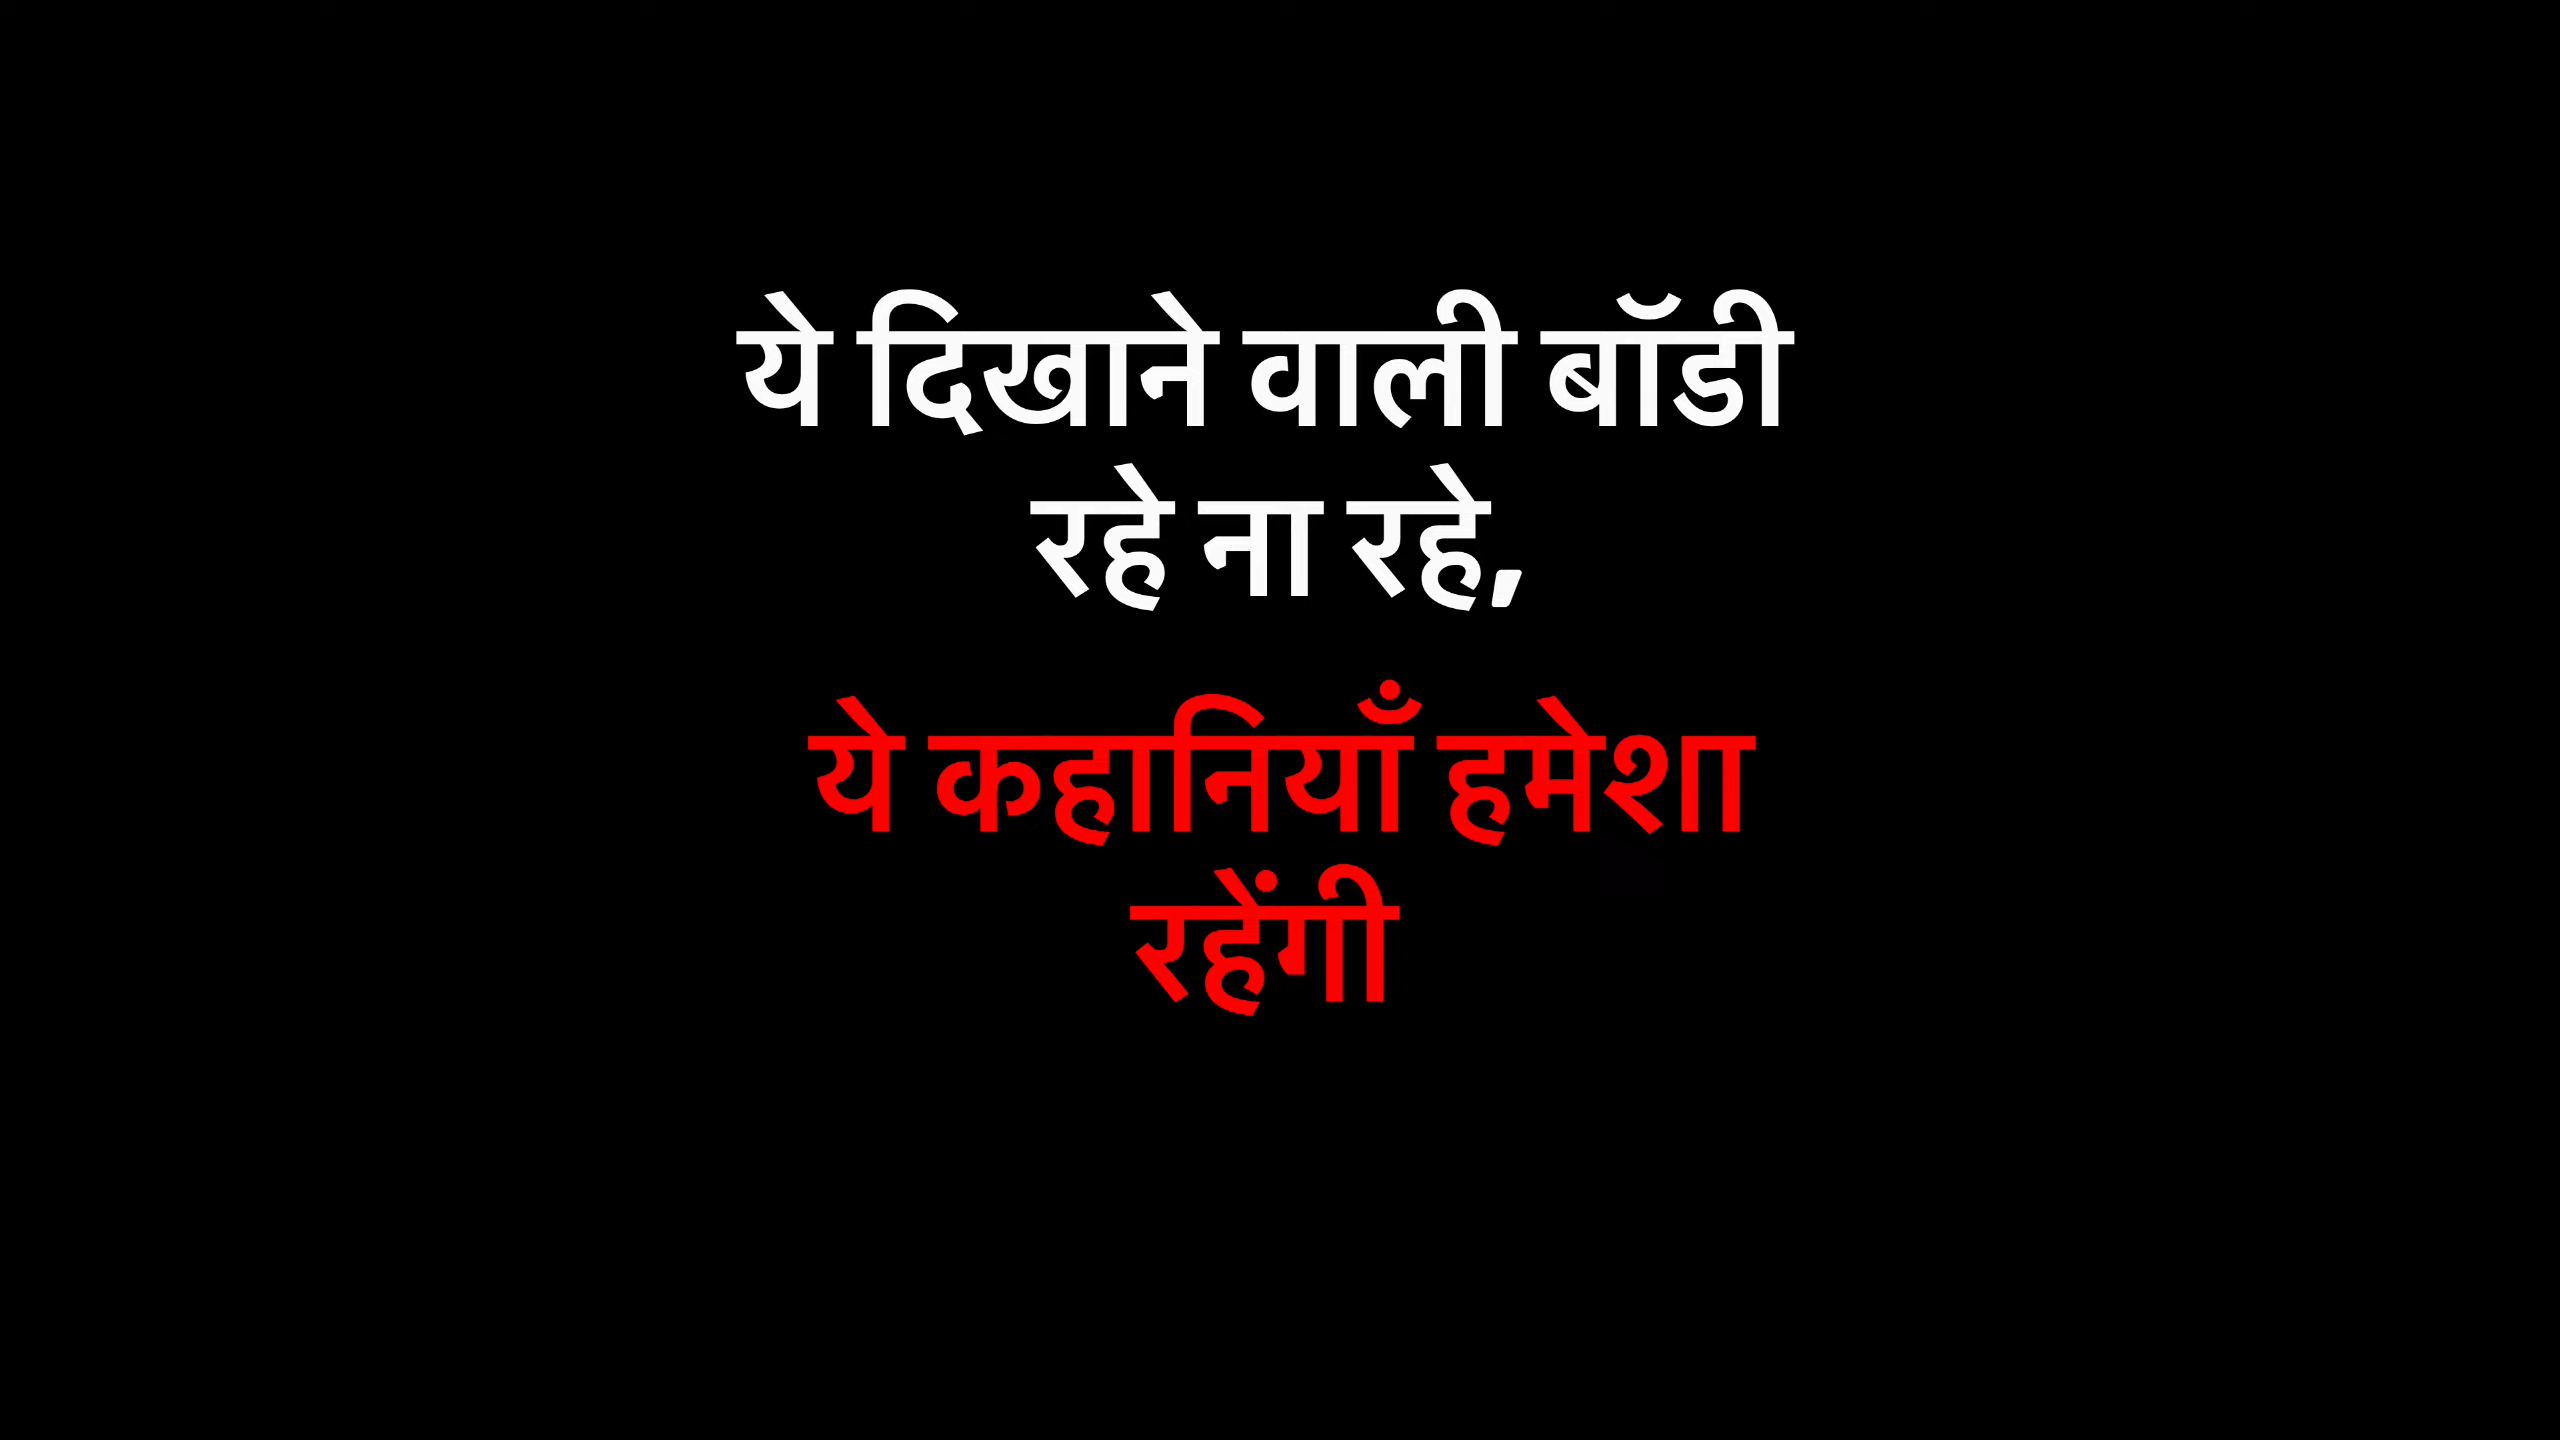 ये दिखाने वाली बॉडी
रहे ना रहे,
ये कहानियाँ हमेशा
रहेंगी